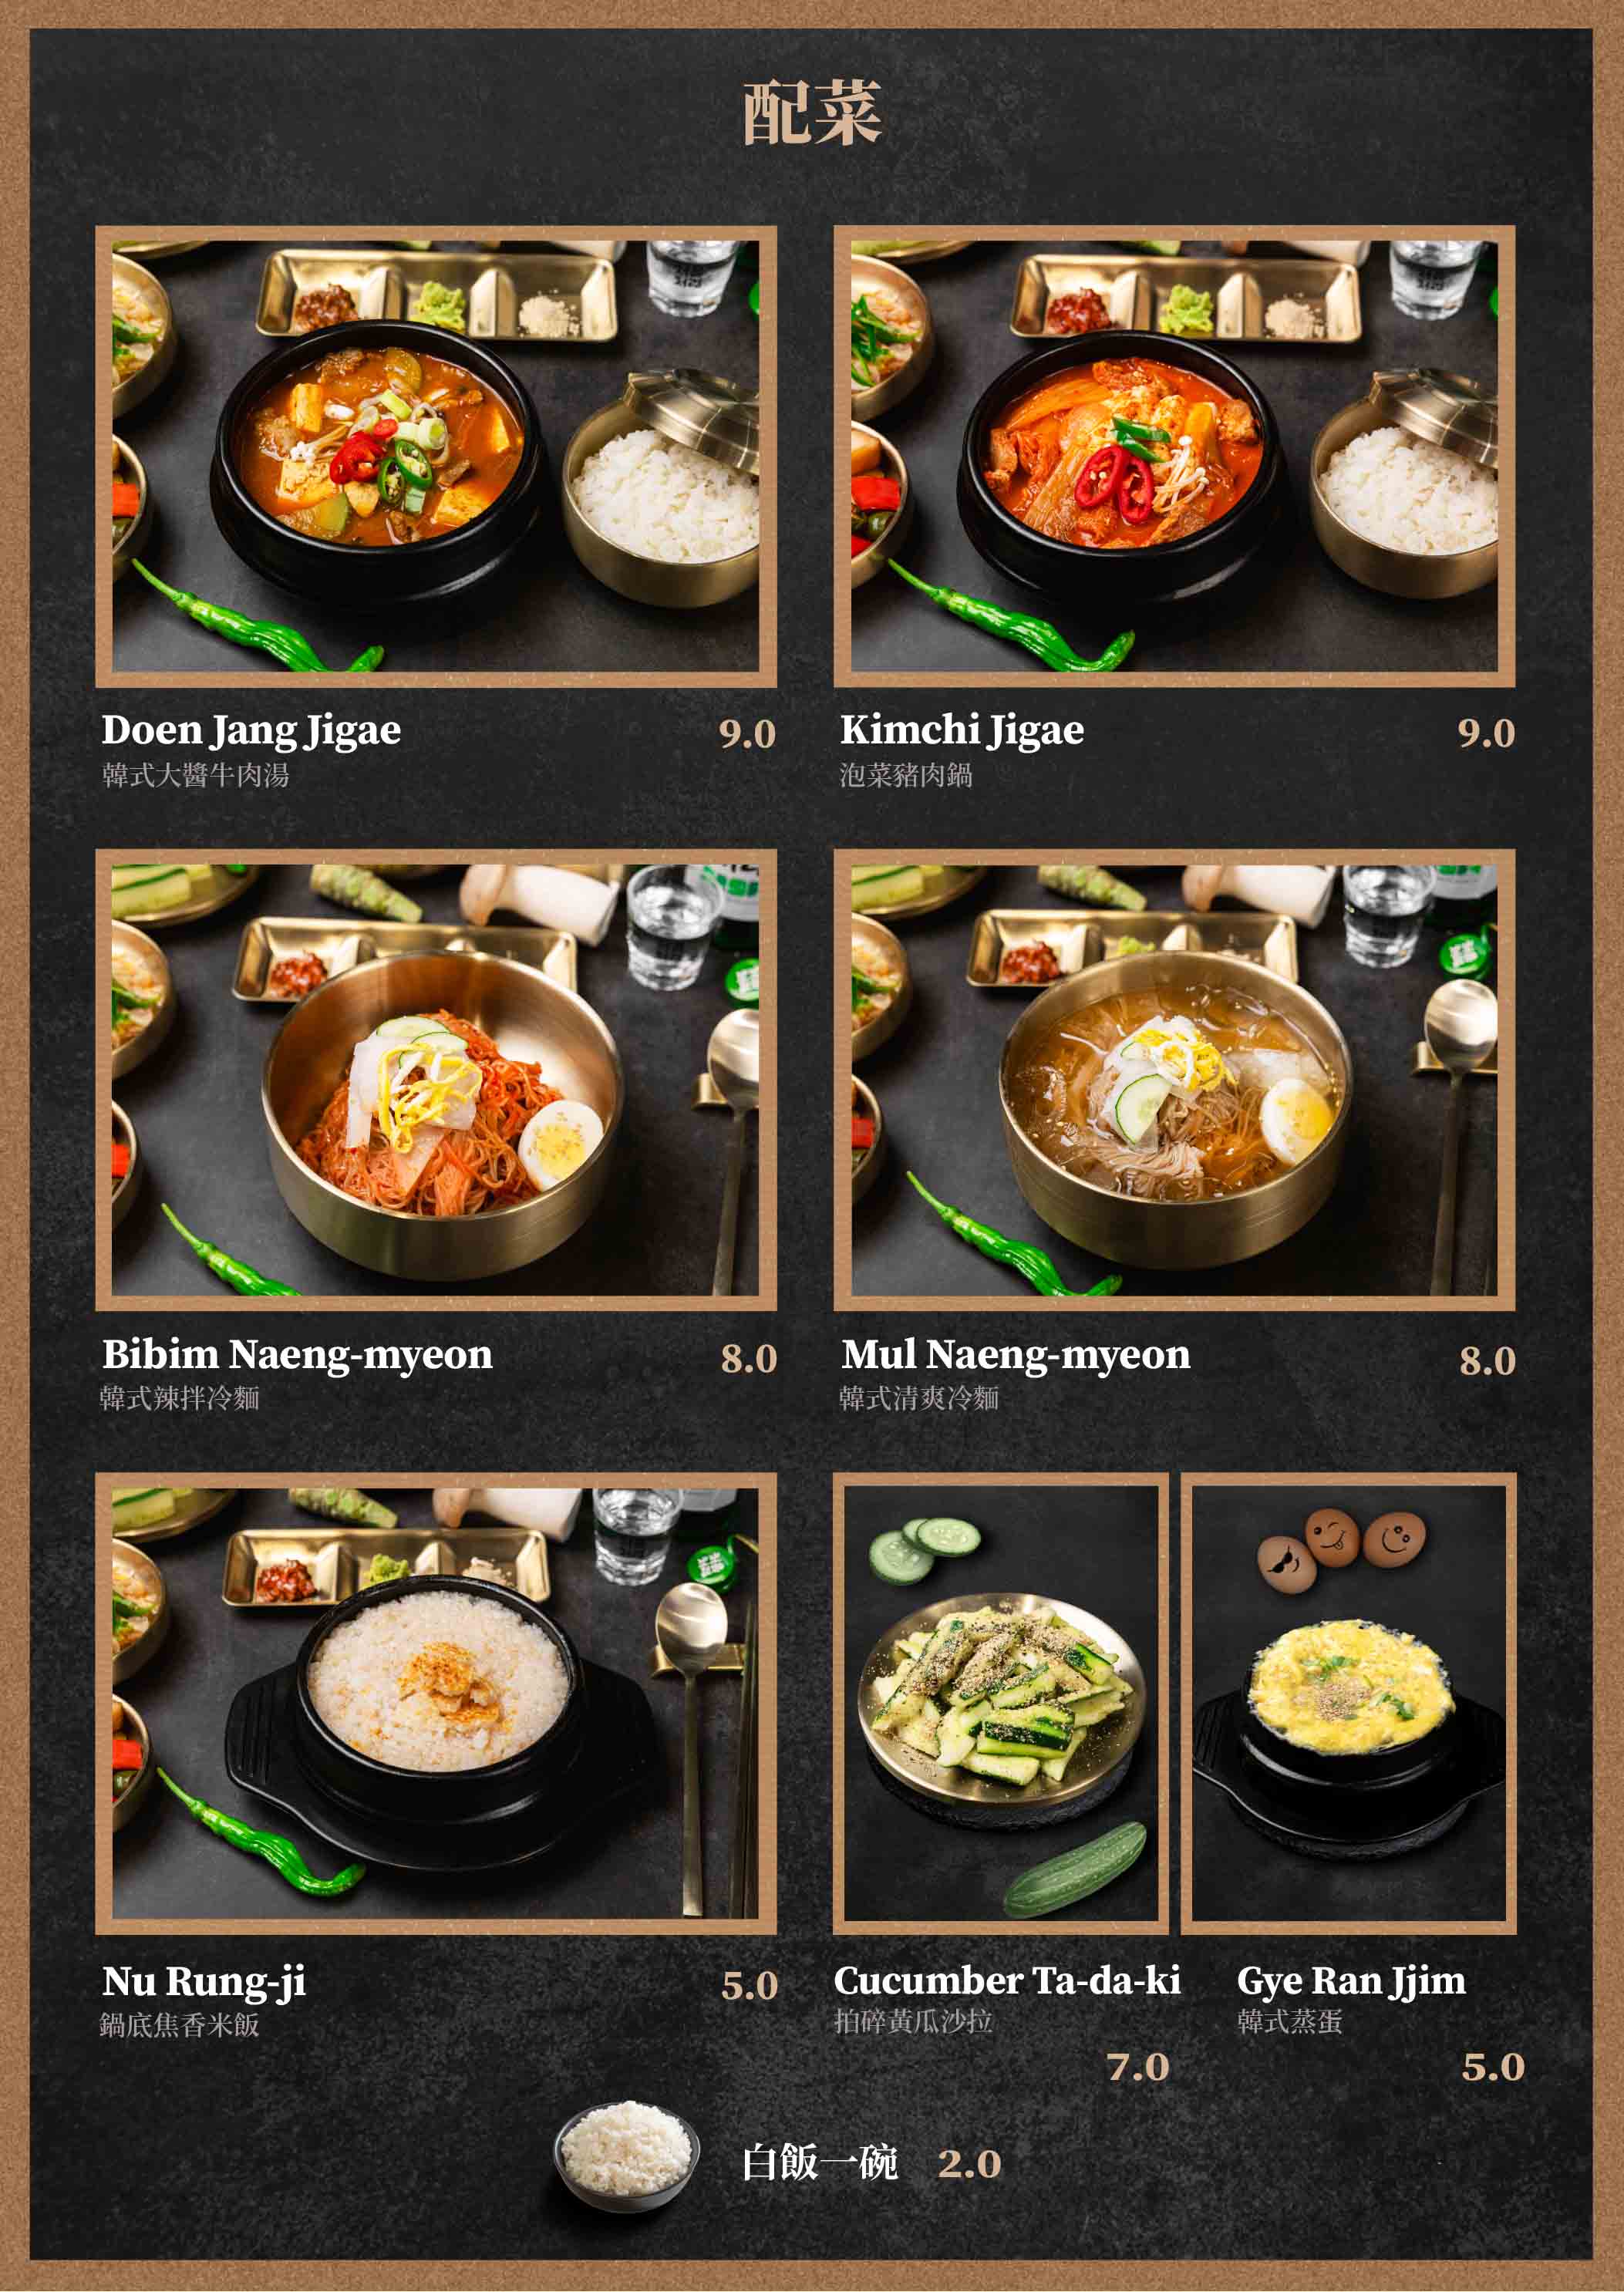 配菜
Doen Jang Jigae
9.0
韓式大醬牛肉湯
Kimchi Jigae
9.0
泡菜豬肉鍋
Bibim Naeng-myeon
8.0
韓式辣拌冷麵
Mul Naeng-myeon
8.0
韓式清爽冷麵
Nu Rung-ji
5.0
鍋底焦香米飯
Cucumber Ta-da-ki
拍碎黃瓜沙拉
7.0
Gye Ran Jjim
韓式蒸蛋
5.0
白飯一碗 2.0